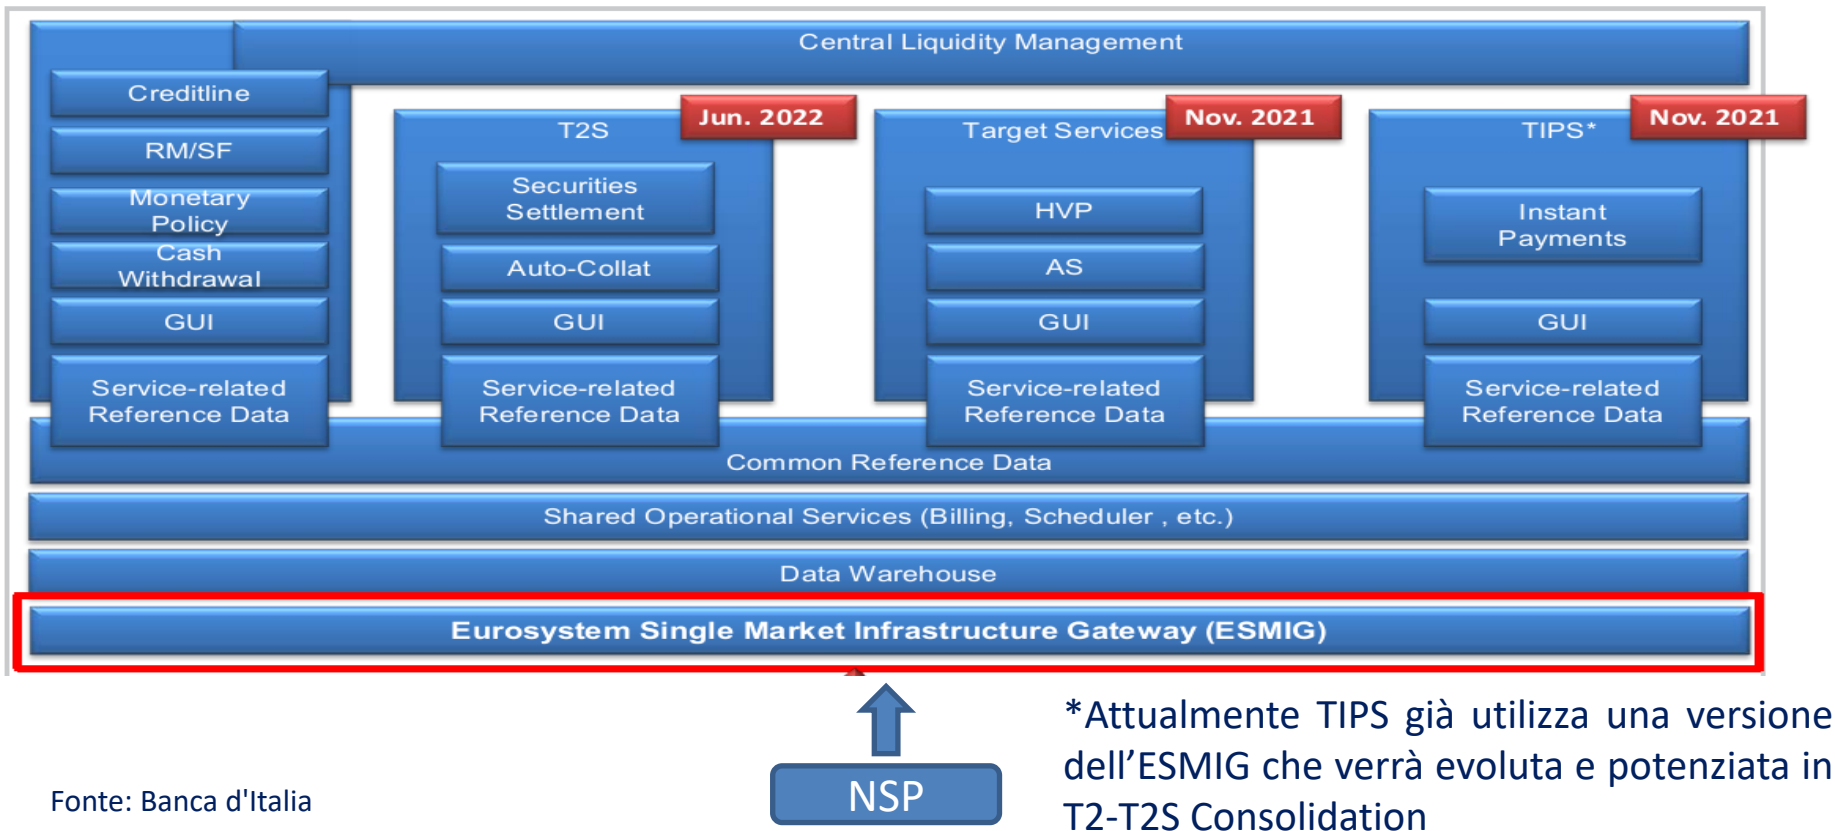 Central Liquidity Management
Creditline
RM/SF
Monetary
Policy
Cash
Withdrawal
GUI
Service-related
Reference Data
T2S
Jun. 2022
Securities
Settlement
Auto-Collat
GUI
Service-related
Reference Data
Target Services
Nov. 2021
HVP
AS
GUI
Service-related
Reference Data
TIPS*
Nov. 2021
Instant
Payments
GUI
Service-related
Reference Data
Common Reference Data
Shared Operational Services (Billing, Scheduler , etc.)
Data Warehouse
Eurosystem Single Market Infrastructure Gateway (ESMIG)
NSP
Fonte: Banca d'Italia
*Attualmente TIPS già utilizza una versione
dell’ESMIG che verrà evoluta e potenziata in
T2-T2S Consolidation